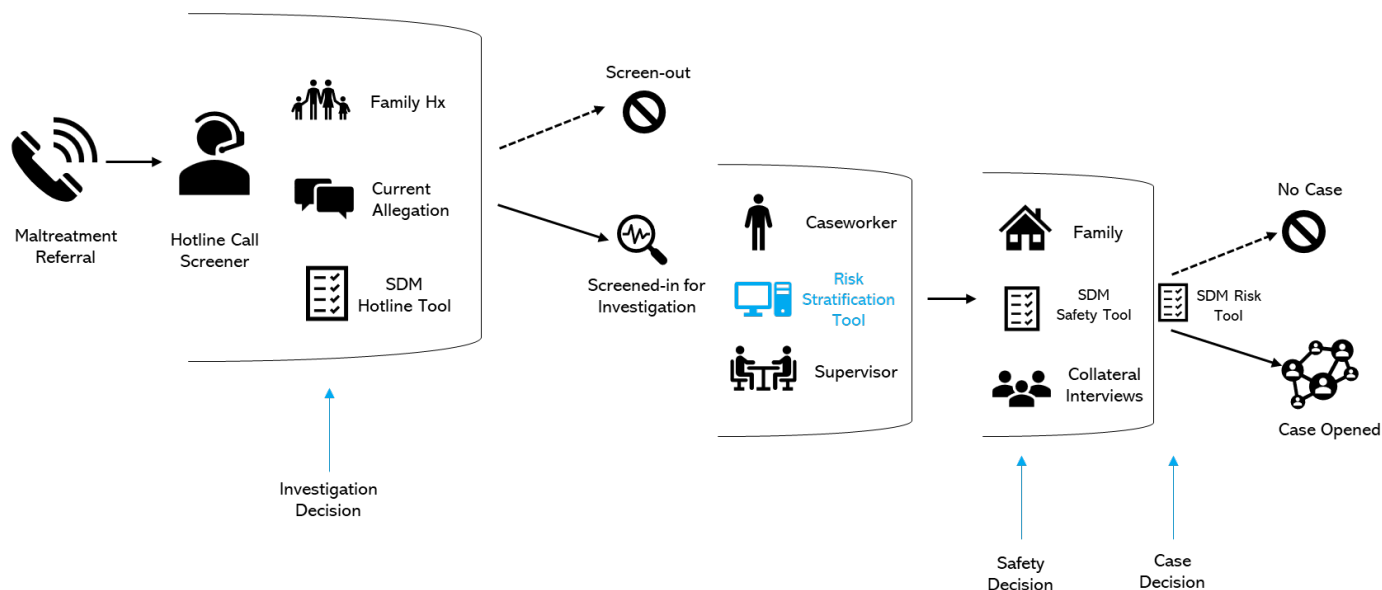 Maltreatment
Referral
Hotline Call
Screener
Family Hx
Current
Allegation
SDM
Hotline Tool
Investigation
Decision
Screen-out
Screened-in for
Investigation
Caseworker
Risk
Stratification
Tool
Supervisor
Family
SDM
Safety Tool
Collateral
Interviews
SDM Risk
Tool
No Case
Case Opened
Safety
Decision
Case
Decision